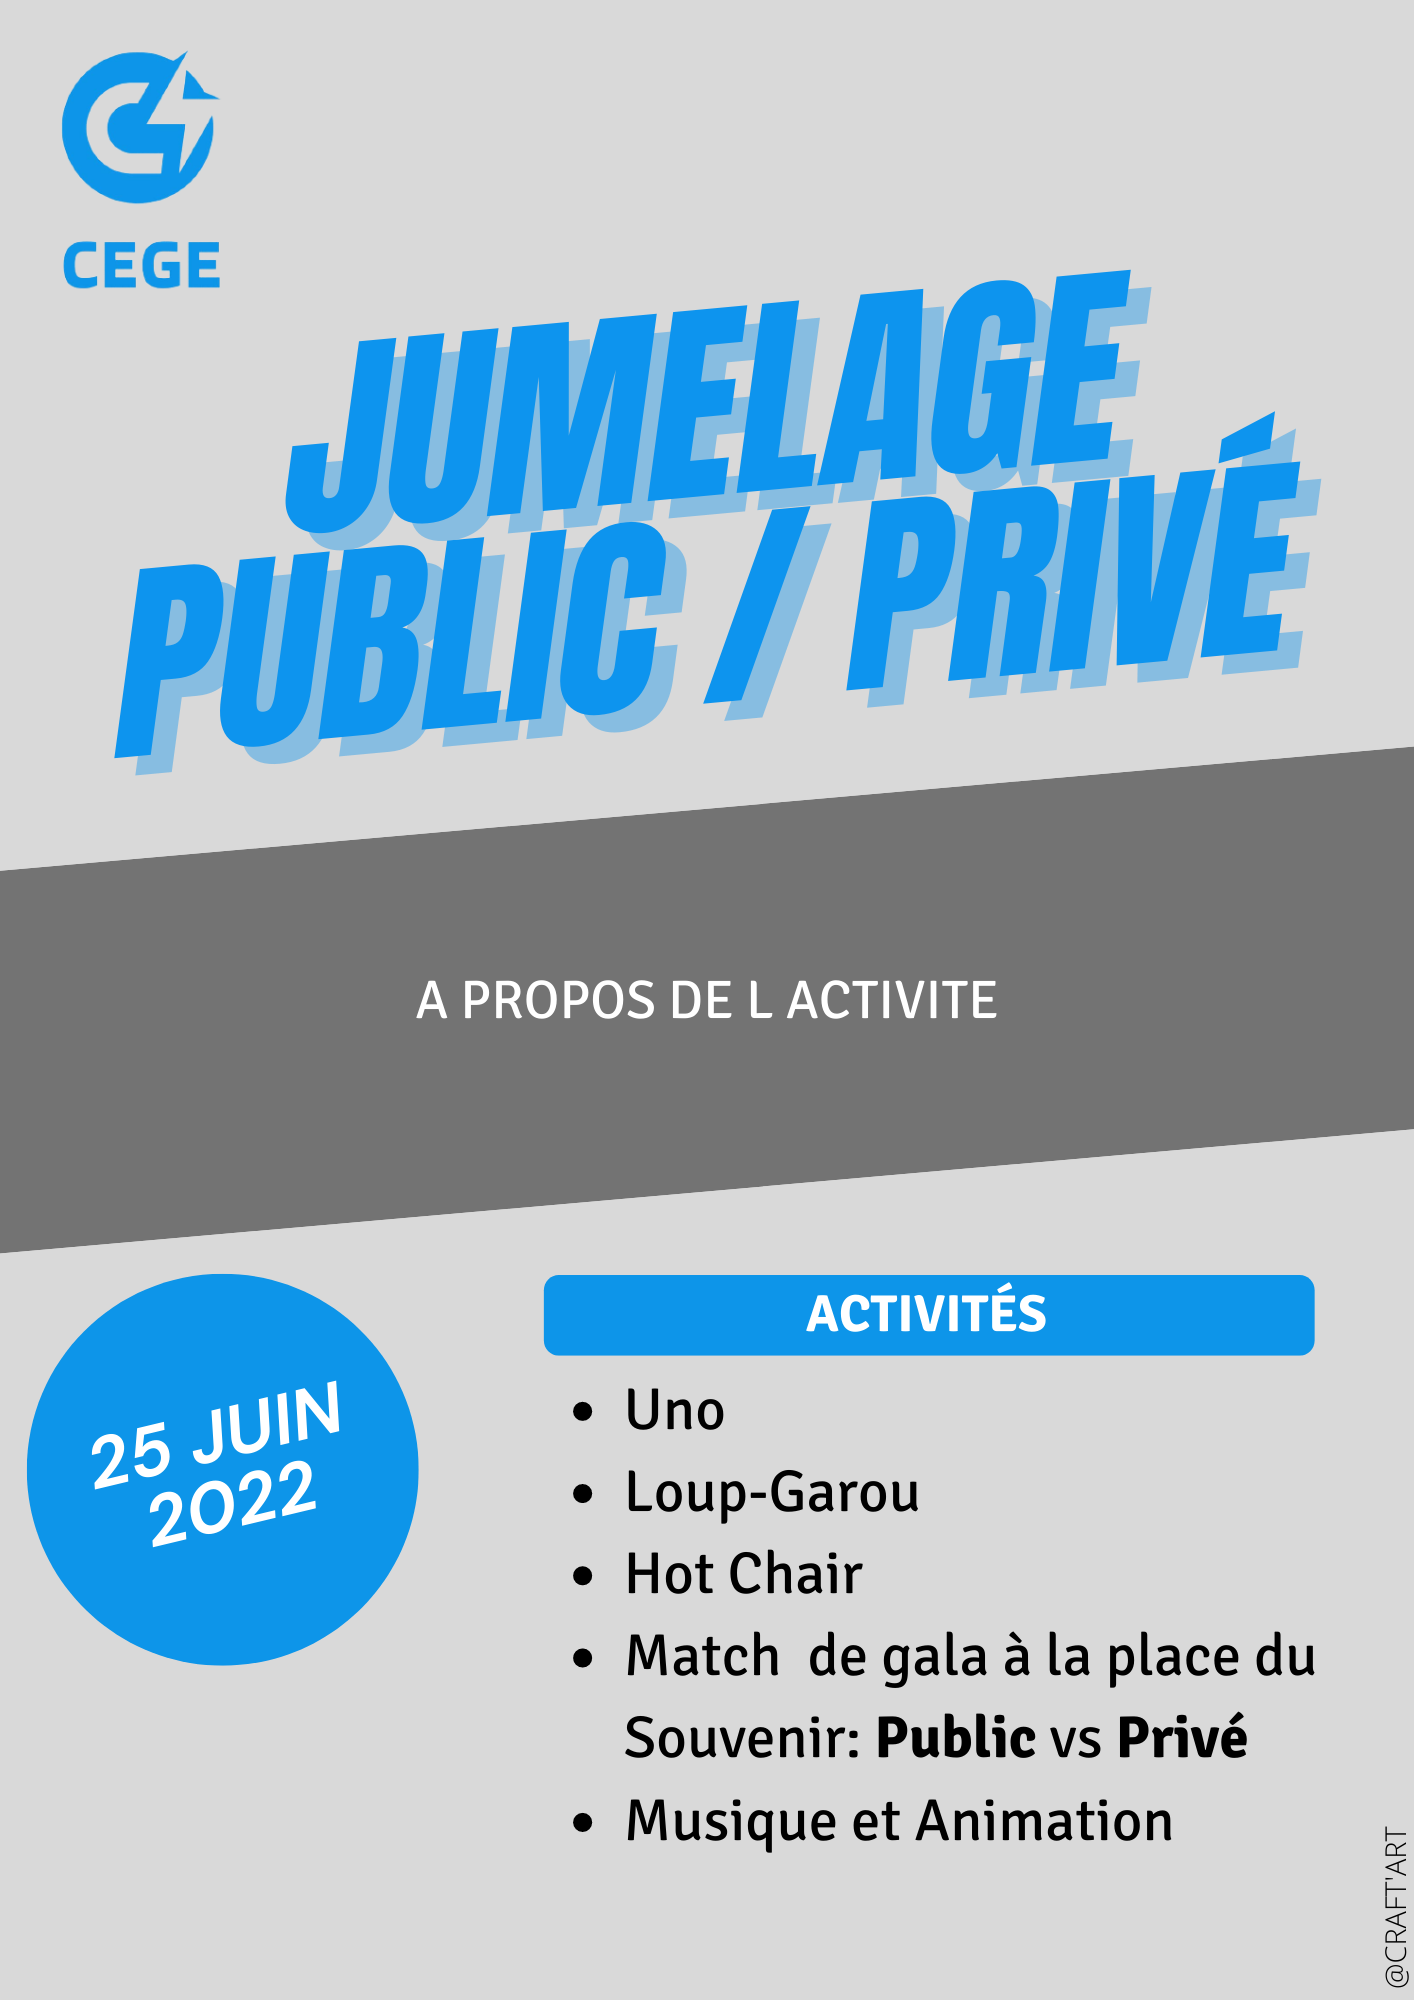 CEGE
JUMELAGE
PUBLIC / PRIVÉ
A PROPOS DE L ACTIVITE
25 JUIN
2022
ACTIVITÉS
• Uno
• Loup-Garou
• Hot Chair
• Match  de gala à la place du
Souvenir: Public vs Privé
• Musique et Animation
@CRAFT'ART